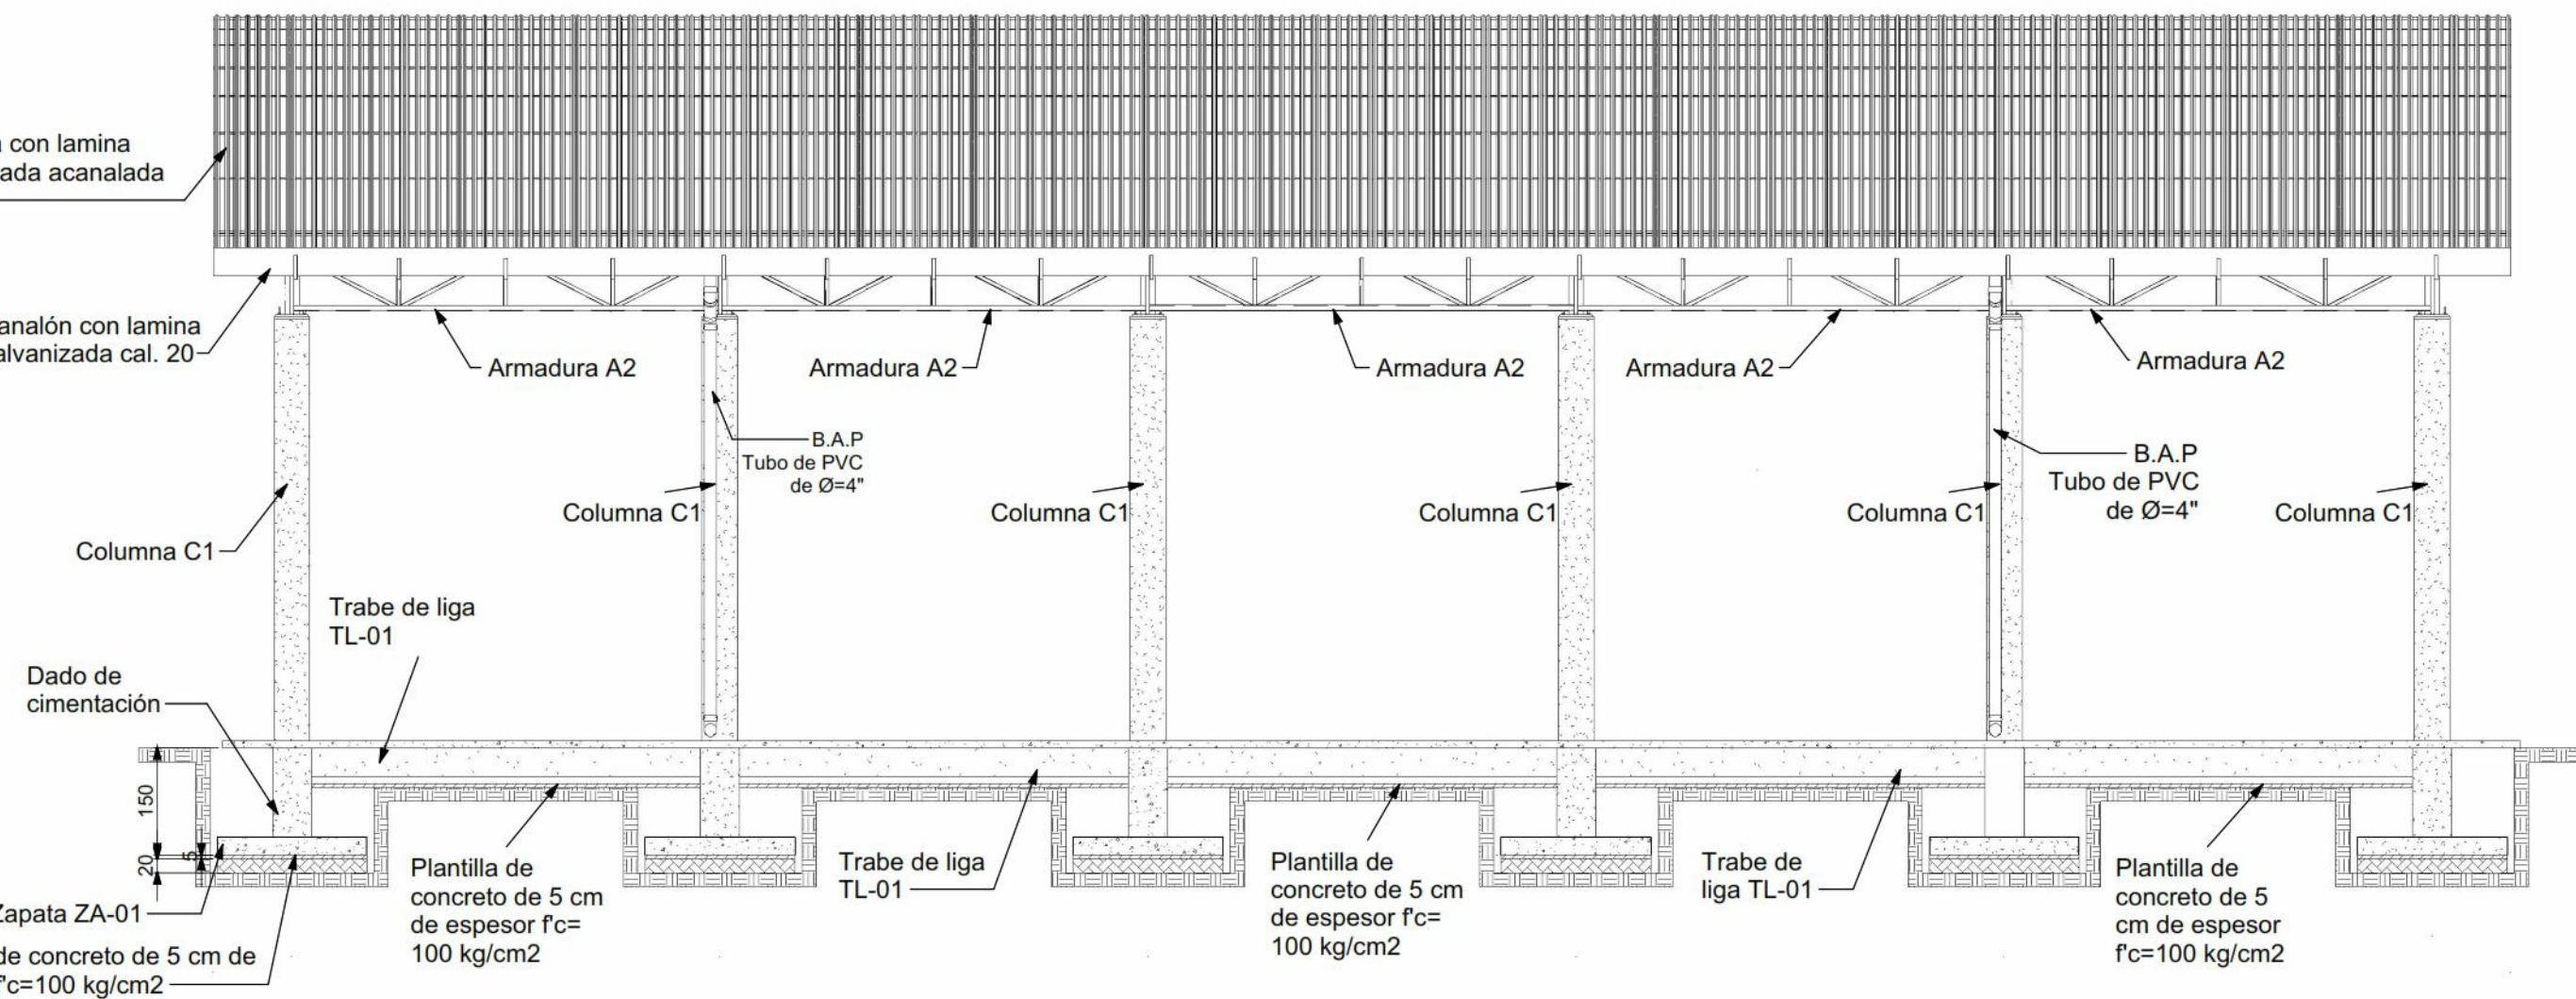 con lamina
acanalada
con lamina
cal. 20
Armadura A2
Armadura A2
Armadura A2
Armadura A2
Armadura A2
B.A.P
Tubo de PVC
de Ø=4"
B.A.P
Tubo de PVC
de Ø=4"
Columna C1
Columna C1
Columna C1
Columna C1
Columna C1
Columna C1
Trabe de liga
TL-01
Dado de
cimentación
150
20
5
Zapata ZA-01
de concreto de 5 cm de
f'c=100 kg/cm2
Plantilla de
concreto de 5 cm
de espesor f'c=
100 kg/cm2
Trabe de liga
TL-01
Plantilla de
concreto de 5 cm
de espesor f'c=
100 kg/cm2
Trabe de
liga TL-01
Plantilla de
concreto de 5
cm de espesor
f'c=100 kg/cm2